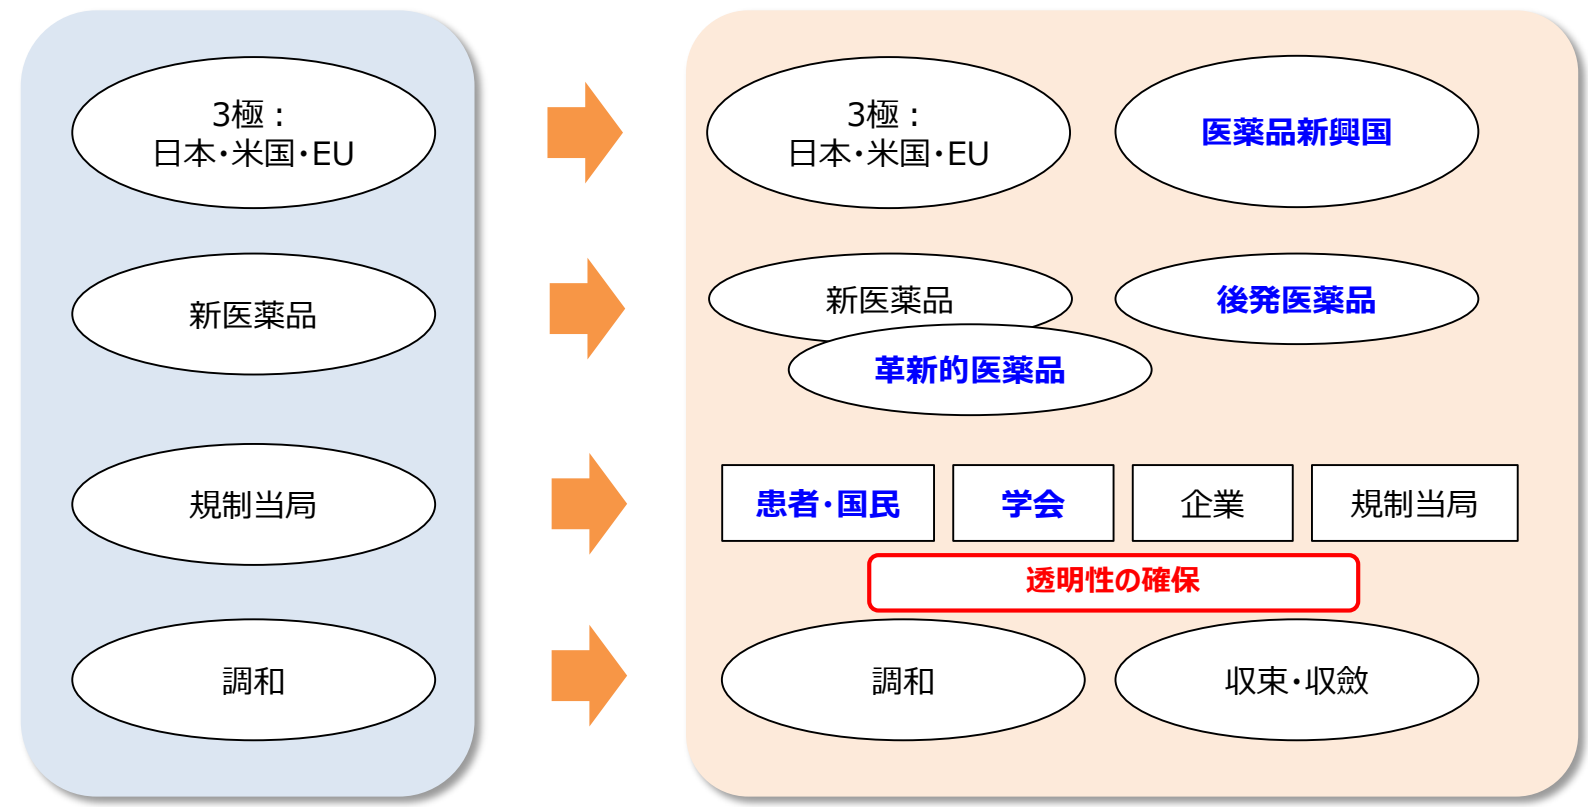 3極：
日本･米国･EU
新医薬品
規制当局
調和
3極：
日本･米国･EU
医薬品新興国
新医薬品
後発医薬品
革新的医薬品
患者･国民
学会
企業
規制当局
透明性の確保
調和
収束･収斂